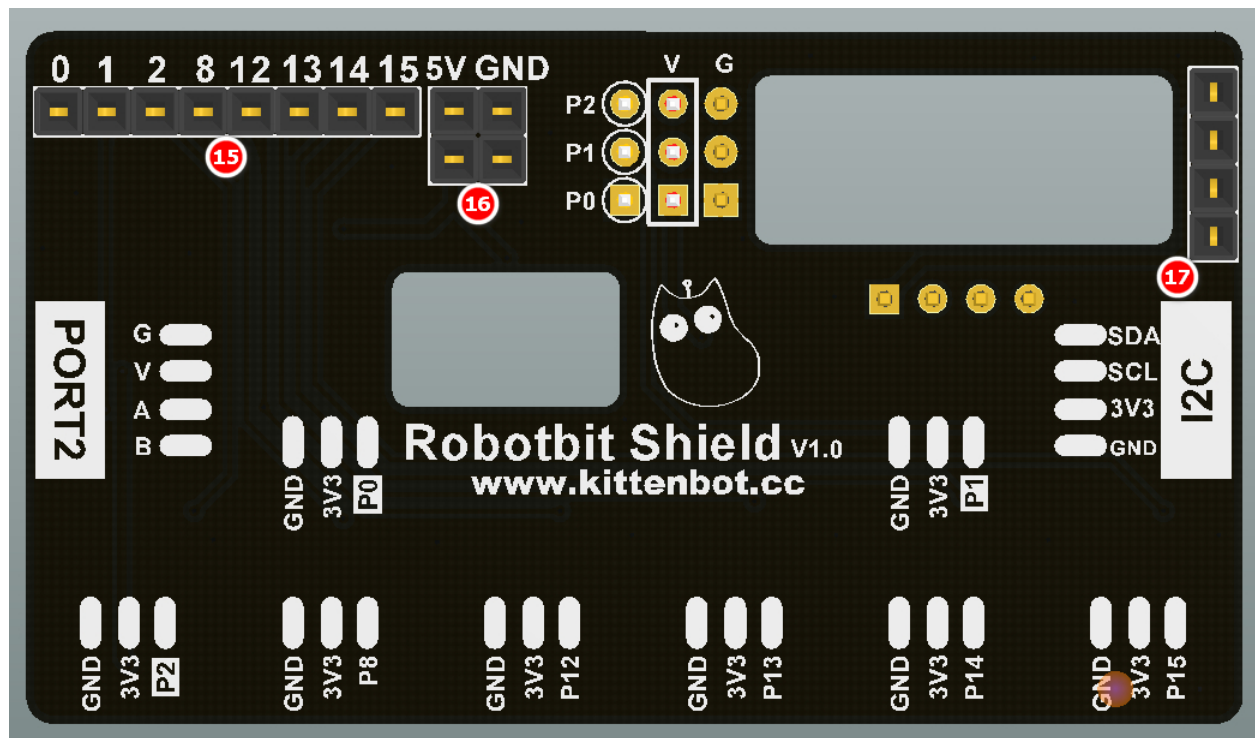 0 1 2 8 12 13 14 15 5V GND
V G
P2
P1
P0
15
16
17
PORT2
G
V
A
B
SDA
SCL
3V3
GND
I2C
GND 3V3 P0
Robotbit Shield V1.0
www.kittenbot.cc
GND 3V3 P1
GND 3V3 P2
GND 3V3 P8
GND 3V3 P12
GND 3V3 P13
GND 3V3 P14
GND 3V3 P15